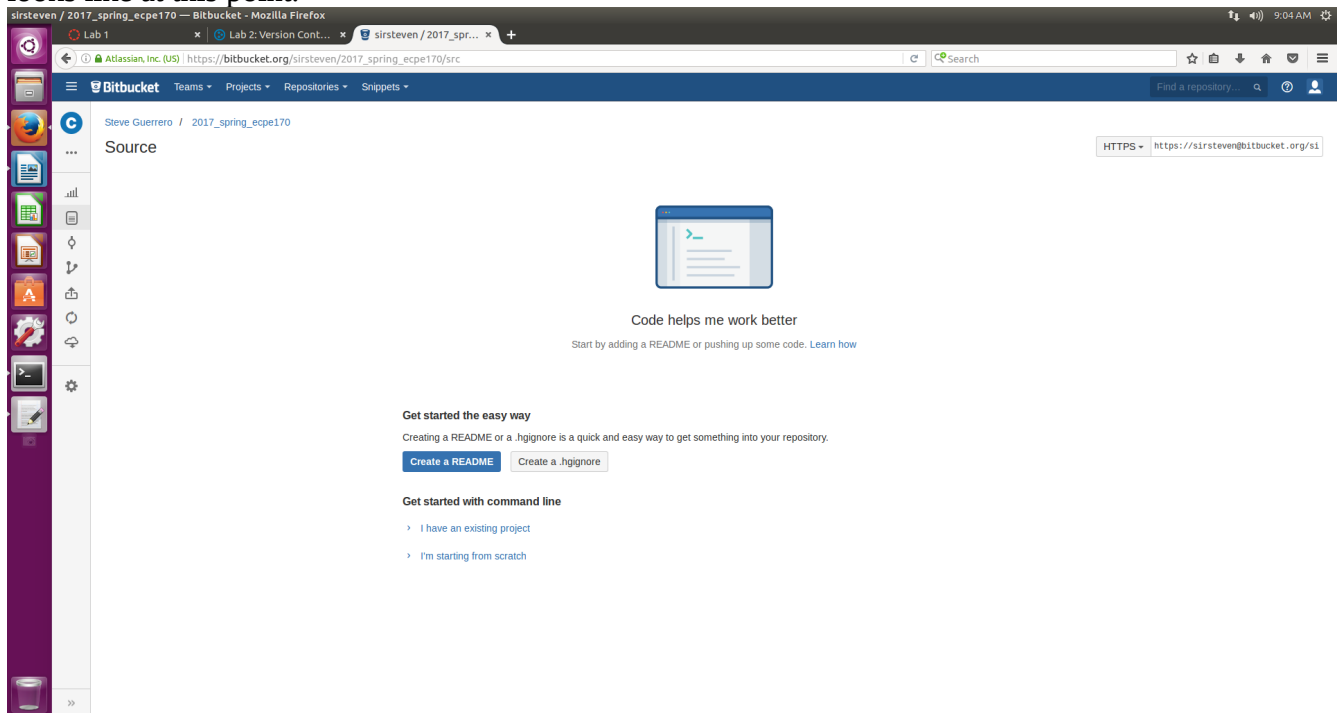 looks like at this point.
sirsteven / 2017_spring_ecpe170 — Bitbucket - Mozilla Firefox
9:04 AM
Lab 1
Lab 2: Version Cont...
sirsteven / 2017_spr...
Atlassian, Inc. (US)
https://bitbucket.org/sirsteven/2017_spring_ecpe170/src
Search
Bitbucket
Teams
Projects
Repositories
Snippets
Find a repository...
Steve Guerrero / 2017_spring_ecpe170
Source
HTTPS
https://sirsteven@bitbucket.org/si
Code helps me work better
Start by adding a README or pushing up some code. Learn how
Get started the easy way
Creating a README or a .hgignore is a quick and easy way to get something into your repository.
Create a README
Create a .hgignore
Get started with command line
I have an existing project
I'm starting from scratch